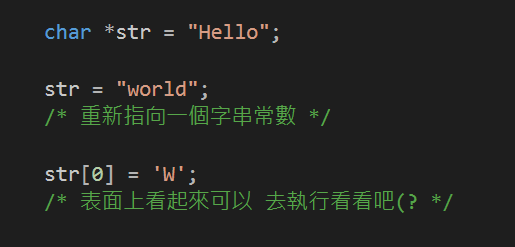 char *str = "Hello";
str = "world";
/* 重新指向一個字串常數 */
str[0] = 'W';
/* 表面上看起來可以 去執行看看吧(? */